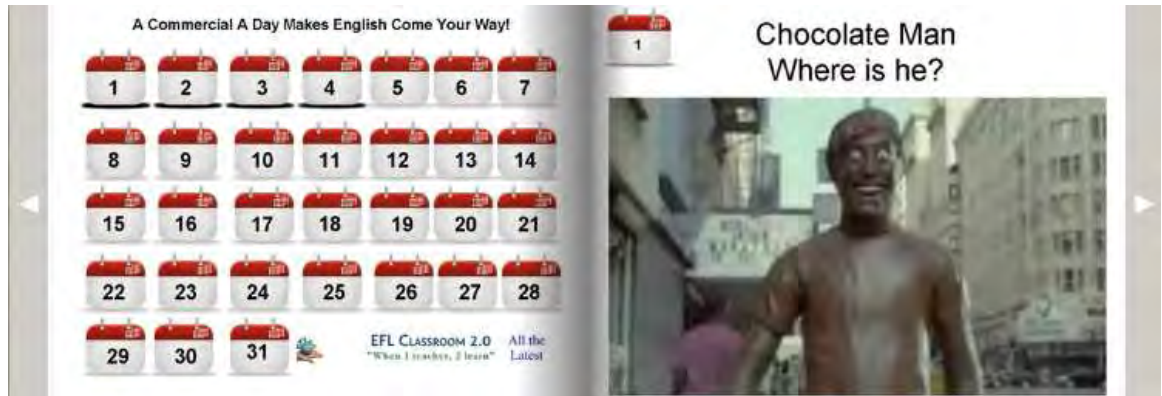 A Commercial A Day Makes English Come Your Way!
1 2 3 4 5 6 7
8 9 10 11 12 13 14
15 16 17 18 19 20 21
22 23 24 25 26 27 28
29 30 31
EFL CLASSROOM 2.0 All the
"When I teacher, 2 learn" Latest
1
Chocolate Man
Where is he?